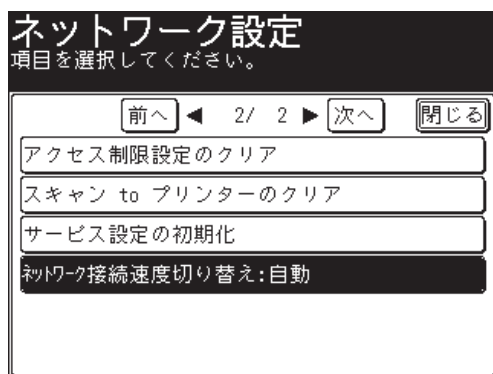 ネットワーク設定
項目を選択してください。
前へ ◀ 2/ 2 ▶ 次へ 閉じる
アクセス制限設定のクリア
スキャン to プリンターのクリア
サービス設定の初期化
ﾈｯﾄﾜｰｸ接続速度切り替え:自動